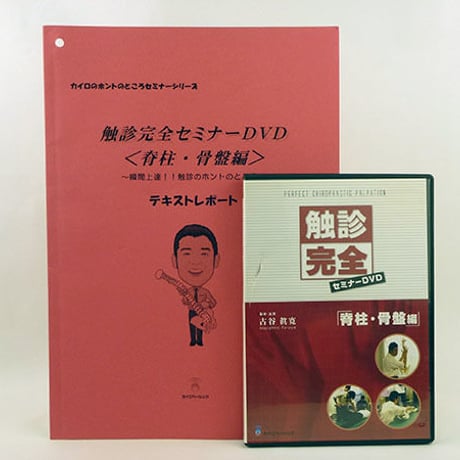 カイロのホントのところセミナーシリーズ
触診完全セミナーDVD
＜脊柱・骨盤編＞
～瞬間上達！！触診のホントのとこ
テキストレポート
PERFECT CHIROPRACTIC PALPATION
触診
完全
セミナーDVD
古谷 眞寛
「脊柱・骨盤編」